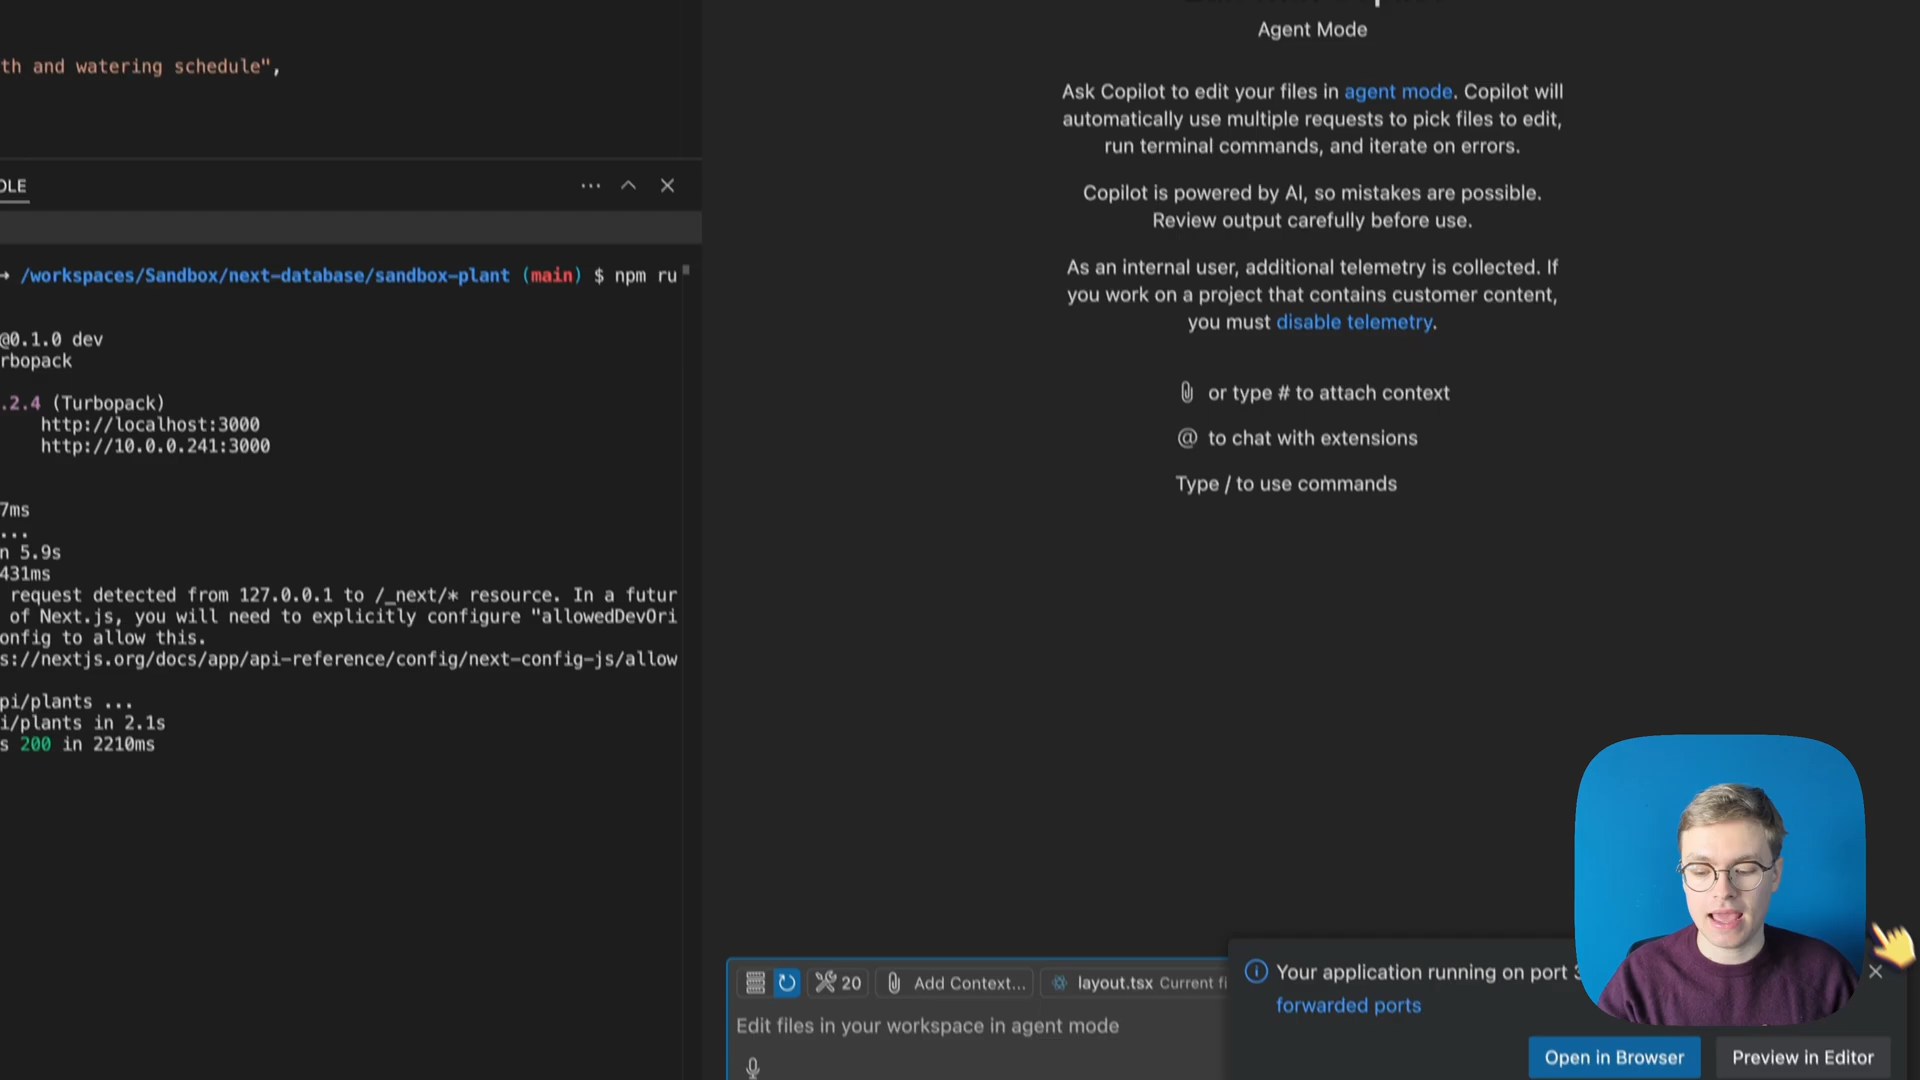 th and watering schedule",
OLE
→ /workspaces/Sandbox/next-database/sandbox-plant (main) $ npm ru
@0.1.0 dev
rbopack
.2.4 (Turbopack)
http://localhost:3000
http://10.0.0.241:3000
7ms
...
n 5.9s
431ms
request detected from 127.0.0.1 to /_next/* resource. In a futur
of Next.js, you will need to explicitly configure "allowedDevOri
onfig to allow this.
s://nextjs.org/docs/app/api-reference/config/next-config-js/allow
pi/plants ...
i/plants in 2.1s
s 200 in 2210ms
Agent Mode
Ask Copilot to edit your files in agent mode. Copilot will
automatically use multiple requests to pick files to edit,
run terminal commands, and iterate on errors.
Copilot is powered by AI, so mistakes are possible.
Review output carefully before use.
As an internal user, additional telemetry is collected. If
you work on a project that contains customer content,
you must disable telemetry.
or type # to attach context
@ to chat with extensions
Type / to use commands
20
Add Context...
layout.tsx Current fi
Edit files in your workspace in agent mode
Your application running on port
forwarded ports
Open in Browser
Preview in Editor